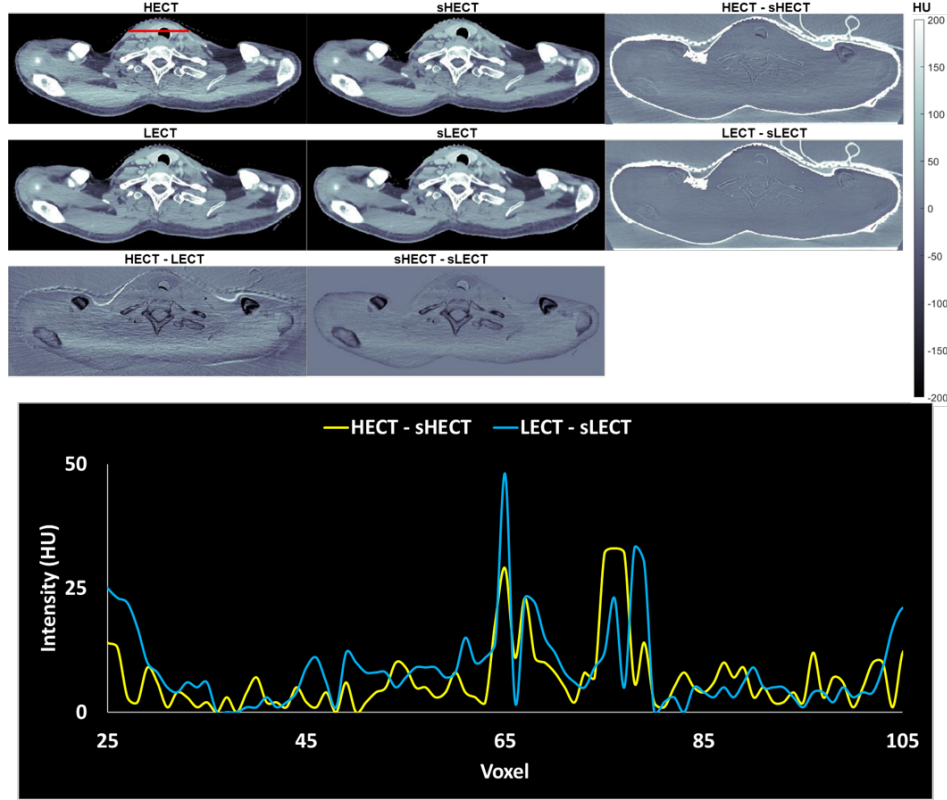 HECT
sHECT
HECT - sHECT
HU
200
150
100
50
0
-50
-100
-150
-200
LECT
sLECT
LECT - sLECT
HECT - LECT
sHECT - sLECT
HECT - sHECT LECT - sLECT
50
25
0
Intensity (HU)
25 45 65 85 105
Voxel